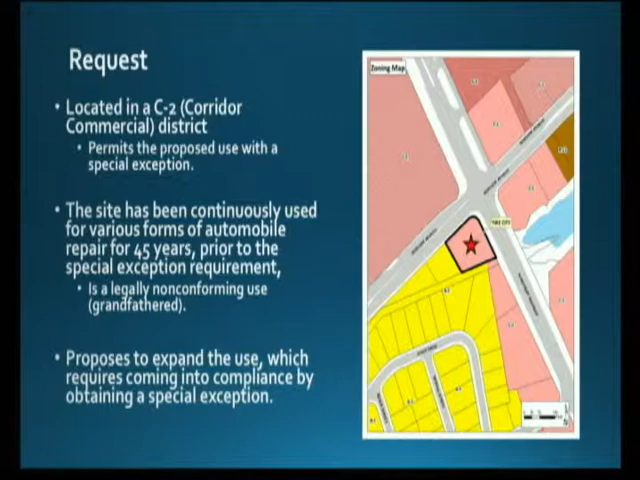 Request
• Located in a C-2 (Corridor
Commercial) district
• Permits the proposed use with a
special exception.
• The site has been continuously used
for various forms of automobile
repair for 45 years, prior to the
special exception requirement,
• Is a legally nonconforming use
(grandfathered).
• Proposes to expand the use, which
requires coming into compliance by
obtaining a special exception.
Zoning Map